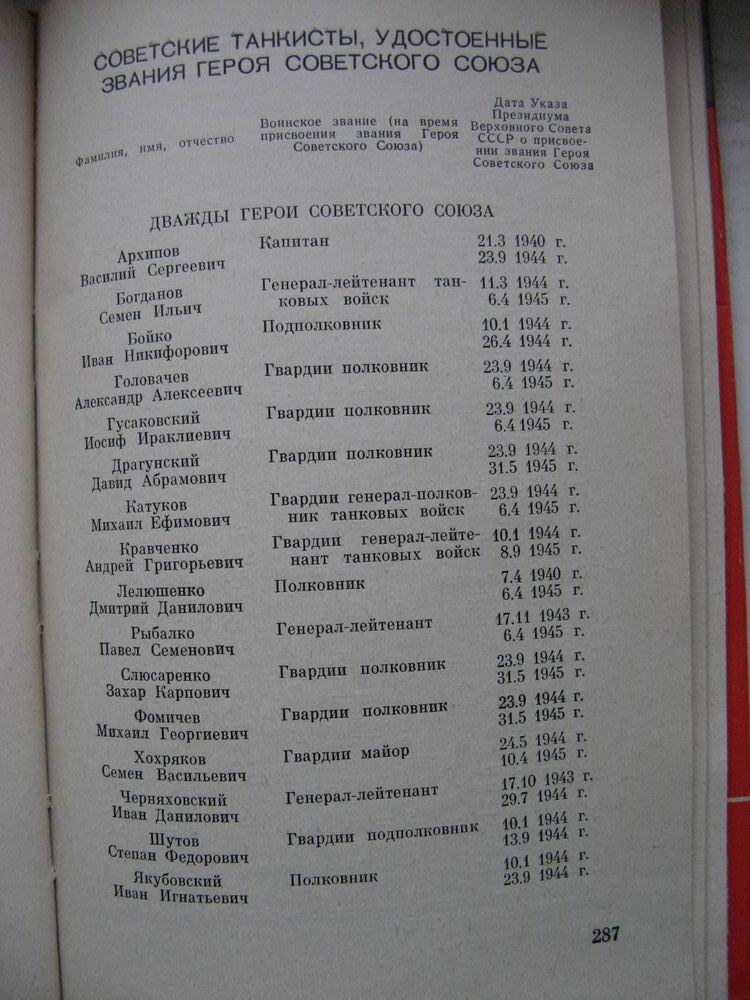 СОВЕТСКИЕ ТАНКИСТЫ, УДОСТОЕННЫЕ
ЗВАНИЯ ГЕРОЯ СОВЕТСКОГО СОЮЗА
Фамилия, имя, отчество
Воинское звание (на время
присвоения звания Героя
Советского Союза)
Дата Указа
Президиума
Верховного Совета
СССР о присвое-
нии звания Героя
Советского Союза
ДВАЖДЫ ГЕРОИ СОВЕТСКОГО СОЮЗА
Архипов Капитан 21.3 1940 г.
Василий Сергеевич 23.9 1944 г.
Богданов Генерал-лейтенант тан- 11.3 1944 г.
Семен Ильич ковых войск 6.4 1945 г.
Бойко Подполковник 10.1 1944 г.
Иван Никифорович 26.4 1944 г.
Головачев Гвардии полковник 23.9 1944 г.
Александр Алексеевич 6.4 1945 г.
Гусаковский Гвардии полковник 23.9 1944 г.
Иосиф Ираклиевич 6.4 1945 г.
Драгунский Гвардии полковник 23.9 1944 г.
Давид Абрамович 31.5 1945 г.
Катуков Гвардии генерал-полков- 23.9 1944 г.
Михаил Ефимович ник танковых войск 6.4 1945 г.
Кравченко Гвардии генерал-лейте- 10.1 1944 г.
Андрей Григорьевич нант танковых войск 8.9 1945 г.
Лелюшенко Полковник 7.4 1940 г.
Дмитрий Данилович 6.4 1945 г.
Рыбалко Генерал-лейтенант 17.11 1943 г.
Павел Семенович 6.4 1945 г.
Слюсаренко Гвардии полковник 23.9 1944 г.
Захар Карпович 31.5 1945 г.
Фомичев Гвардии полковник 23.9 1944 г.
Михаил Георгиевич 31.5 1945 г.
Хохряков Гвардии майор 24.5 1944 г.
Семен Васильевич 10.4 1945 г.
Черняховский Генерал-лейтенант 17.10 1943 г.
Иван Данилович 29.7 1944 г.
Шутов Гвардии подполковник 10.1 1944 г.
Степан Федорович 13.9 1944 г.
Якубовский Полковник 10.1 1944 г.
Иван Игнатьевич 23.9 1944 г.
287